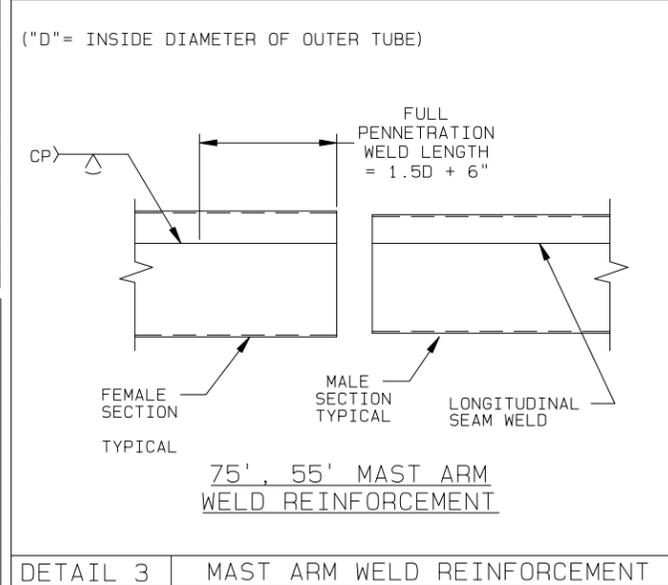 ("D"= INSIDE DIAMETER OF OUTER TUBE)
FULL
PENNETRATION
WELD LENGTH
= 1.5D + 6"
CP
FEMALE
SECTION
TYPICAL
MALE
SECTION
TYPICAL
LONGITUDINAL
SEAM WELD
75', 55' MAST ARM
WELD REINFORCEMENT
DETAIL 3 MAST ARM WELD REINFORCEMENT